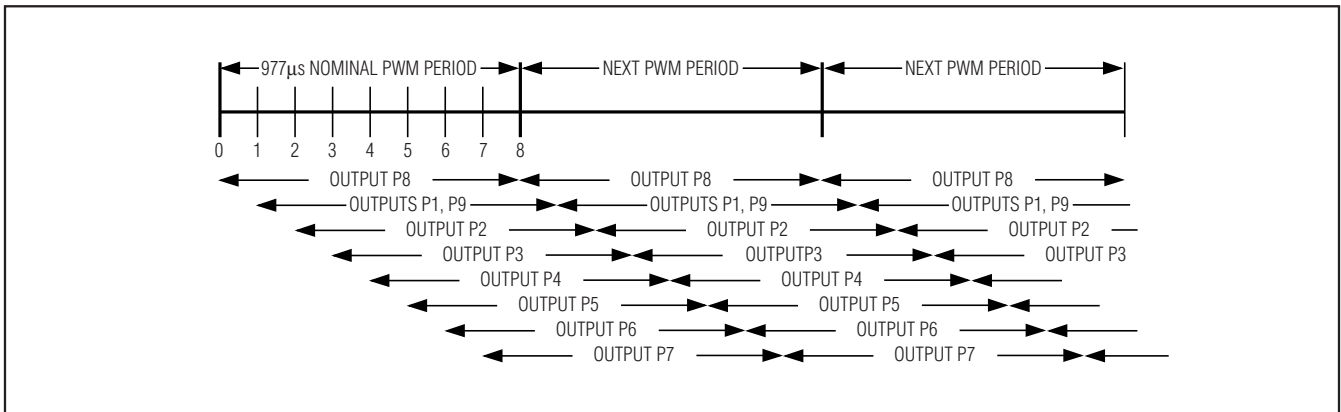 977μs NOMINAL PWM PERIOD NEXT PWM PERIOD NEXT PWM PERIOD
0 1 2 3 4 5 6 7 8
OUTPUT P8 OUTPUT P8 OUTPUT P8
OUTPUTS P1, P9 OUTPUTS P1, P9 OUTPUTS P1, P9
OUTPUT P2 OUTPUT P2 OUTPUT P2
OUTPUT P3 OUTPUTP3 OUTPUT P3
OUTPUT P4 OUTPUT P4
OUTPUT P5 OUTPUT P5
OUTPUT P6 OUTPUT P6
OUTPUT P7 OUTPUT P7